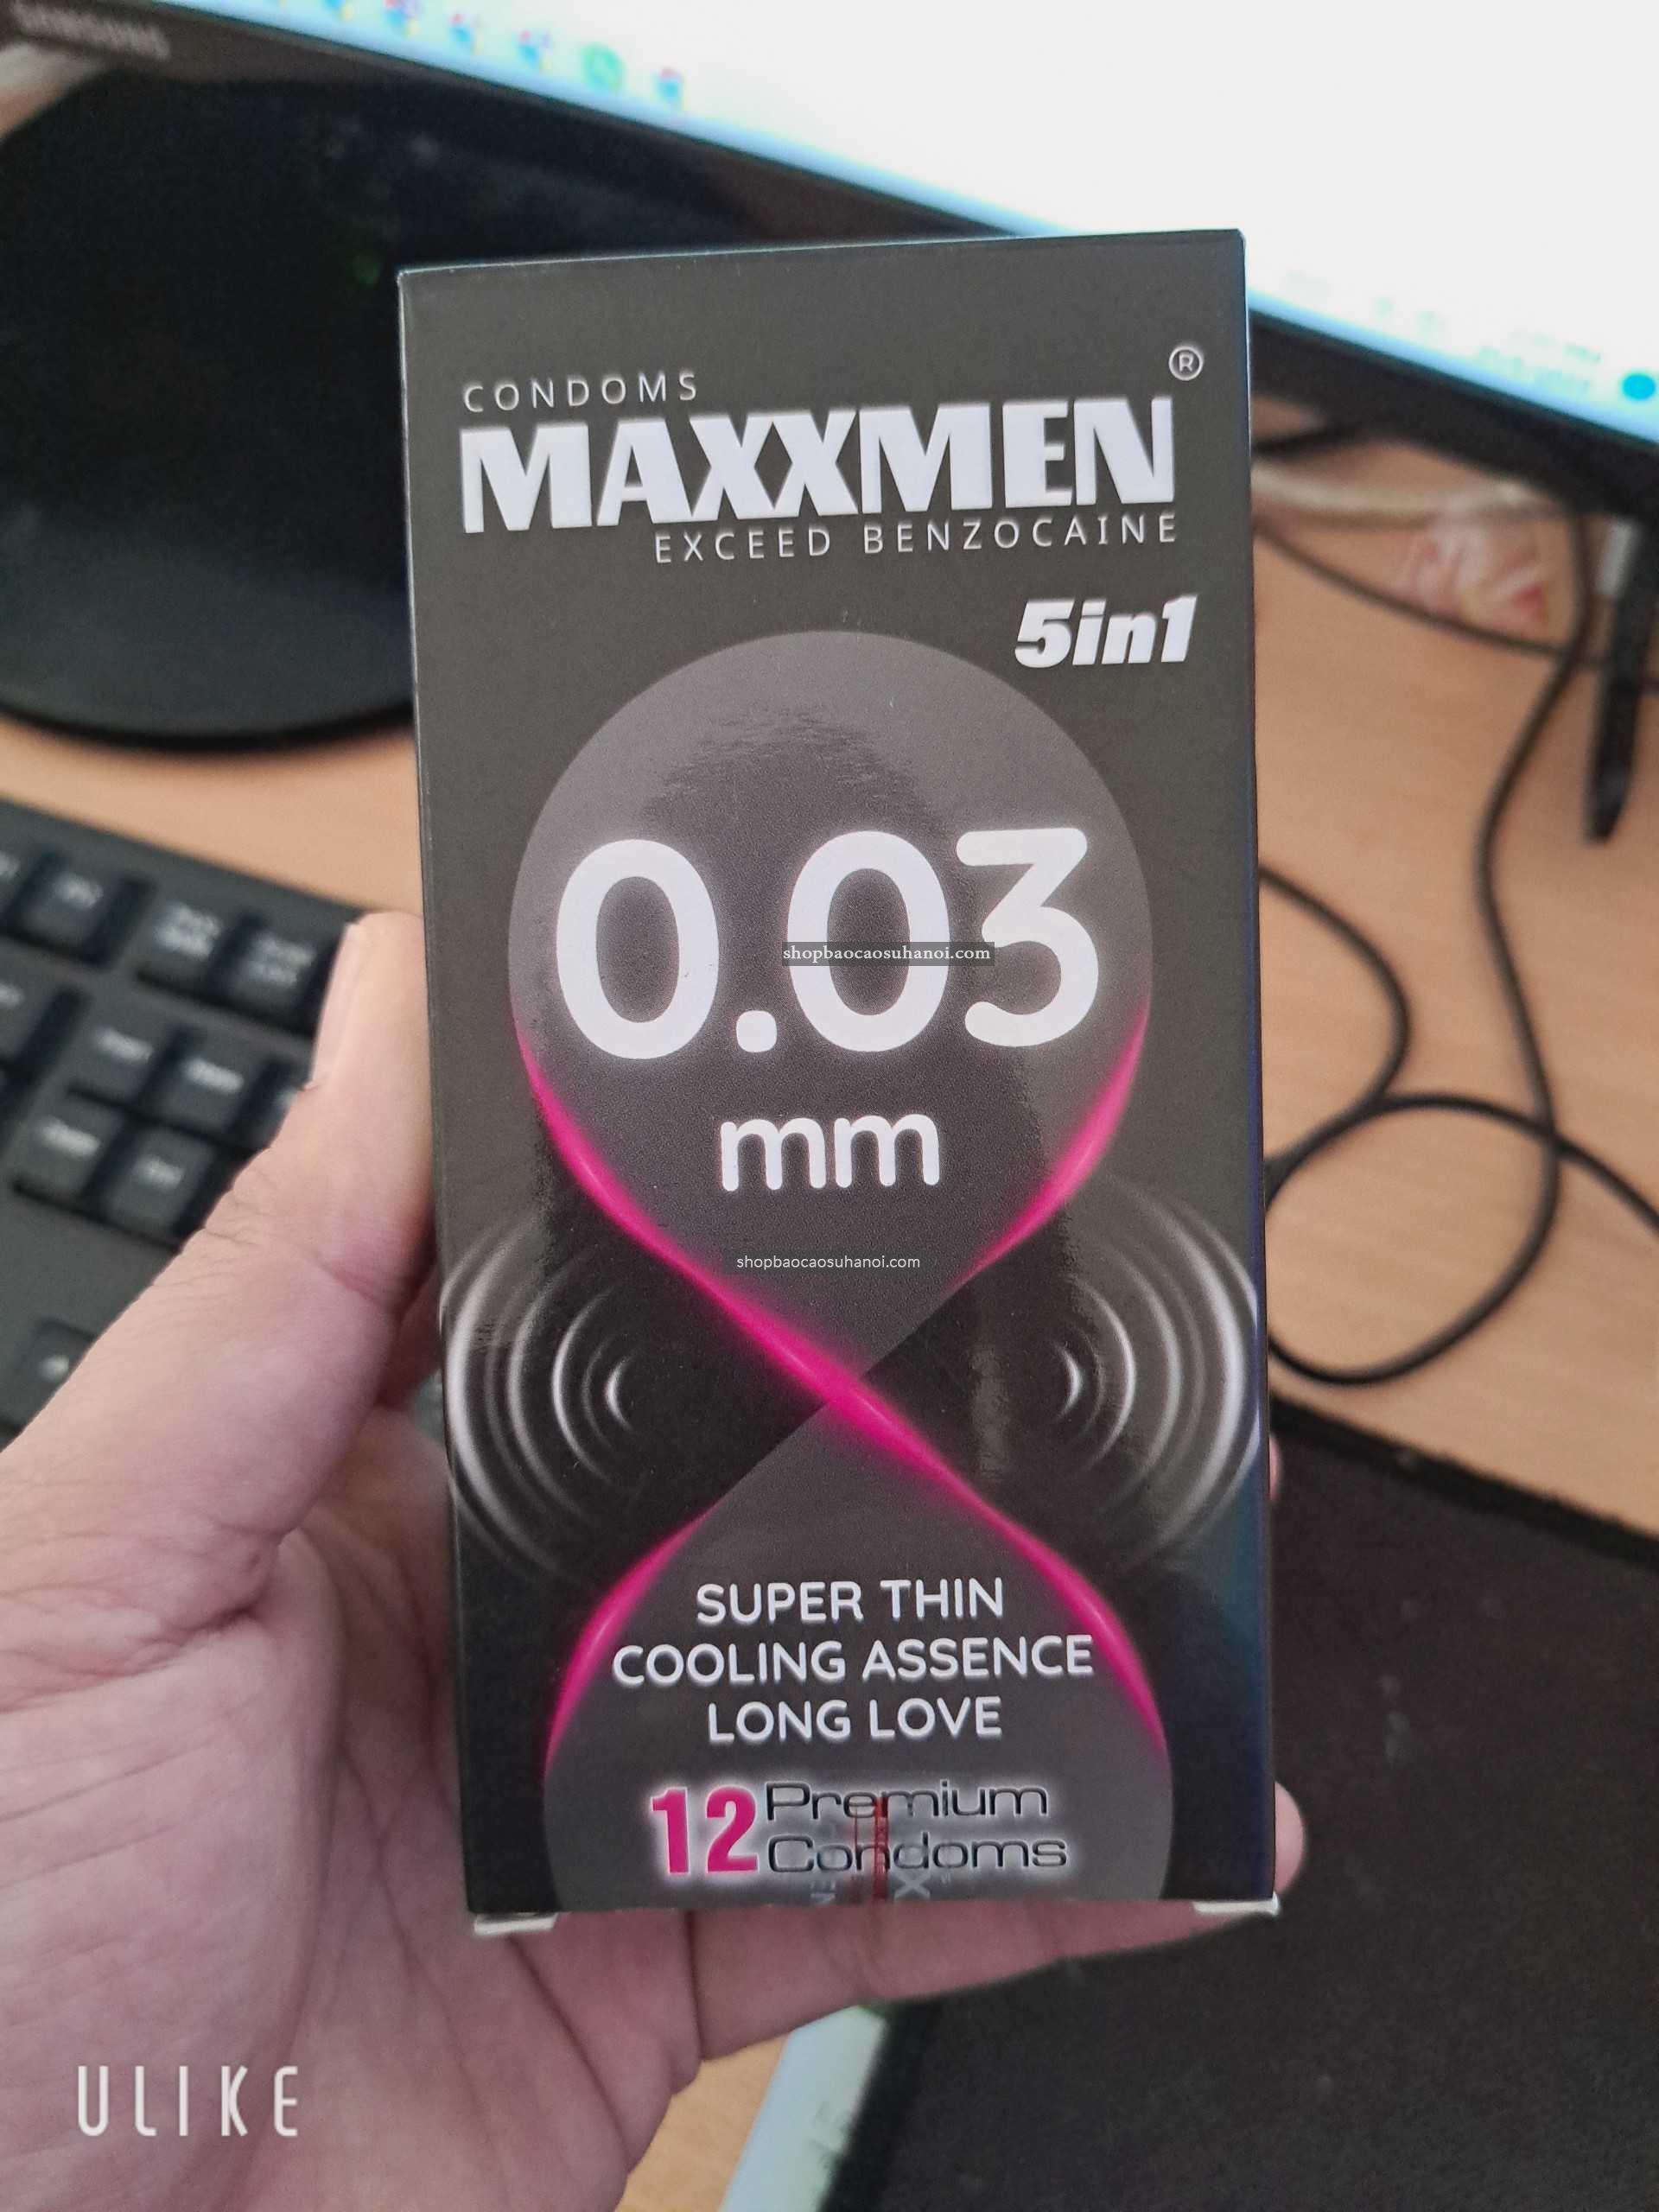 CONDOMS
MAXXMEN®
EXCEED BENZOCAINE
5in1
0.03
shopbaocaosuhanoi.com
mm
shopbaocaosuhanoi.com
SUPER THIN
COOLING ASSENCE
LONG LOVE
12 Premium
Condoms
ULIKE